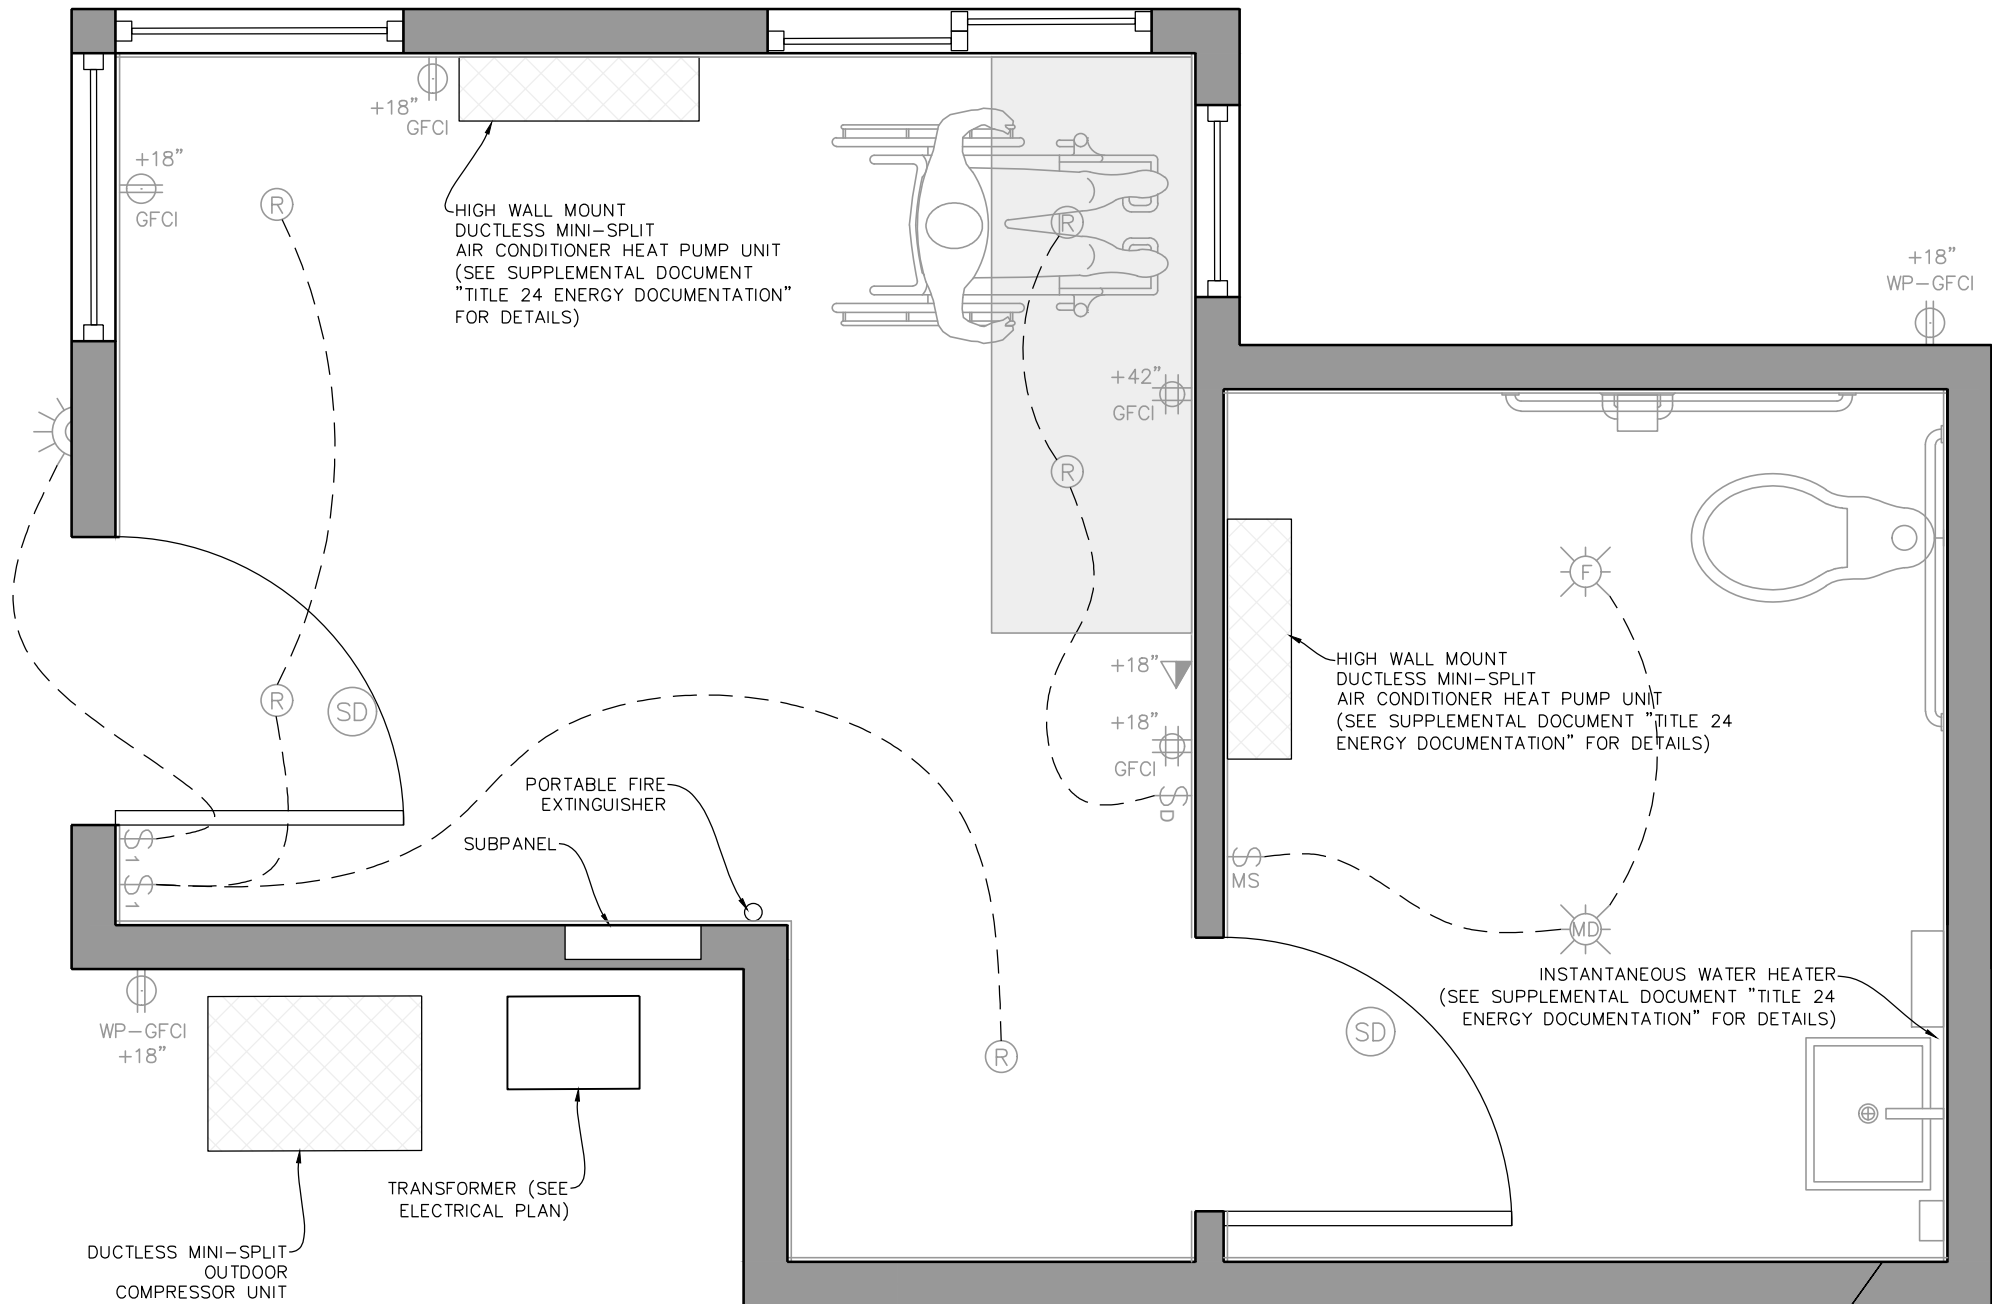 +18"
GFCI
+18"
GFCI
R
HIGH WALL MOUNT
DUCTLESS MINI-SPLIT
AIR CONDITIONER HEAT PUMP UNIT
(SEE SUPPLEMENTAL DOCUMENT
"TITLE 24 ENERGY DOCUMENTATION"
FOR DETAILS)
R
+18"
WP-GFCI
+42"
GFCI
R
F
+18"
HIGH WALL MOUNT
DUCTLESS MINI-SPLIT
AIR CONDITIONER HEAT PUMP UNIT
(SEE SUPPLEMENTAL DOCUMENT "TITLE 24
ENERGY DOCUMENTATION" FOR DETAILS)
R
SD
+18"
GFCI
PORTABLE FIRE
EXTINGUISHER
SUBPANEL
S D
S 1
S 1
S
MS
MD
INSTANTANEOUS WATER HEATER
(SEE SUPPLEMENTAL DOCUMENT "TITLE 24
ENERGY DOCUMENTATION" FOR DETAILS)
WP-GFCI
+18"
SD
R
TRANSFORMER (SEE
ELECTRICAL PLAN)
DUCTLESS MINI-SPLIT
OUTDOOR
COMPRESSOR UNIT